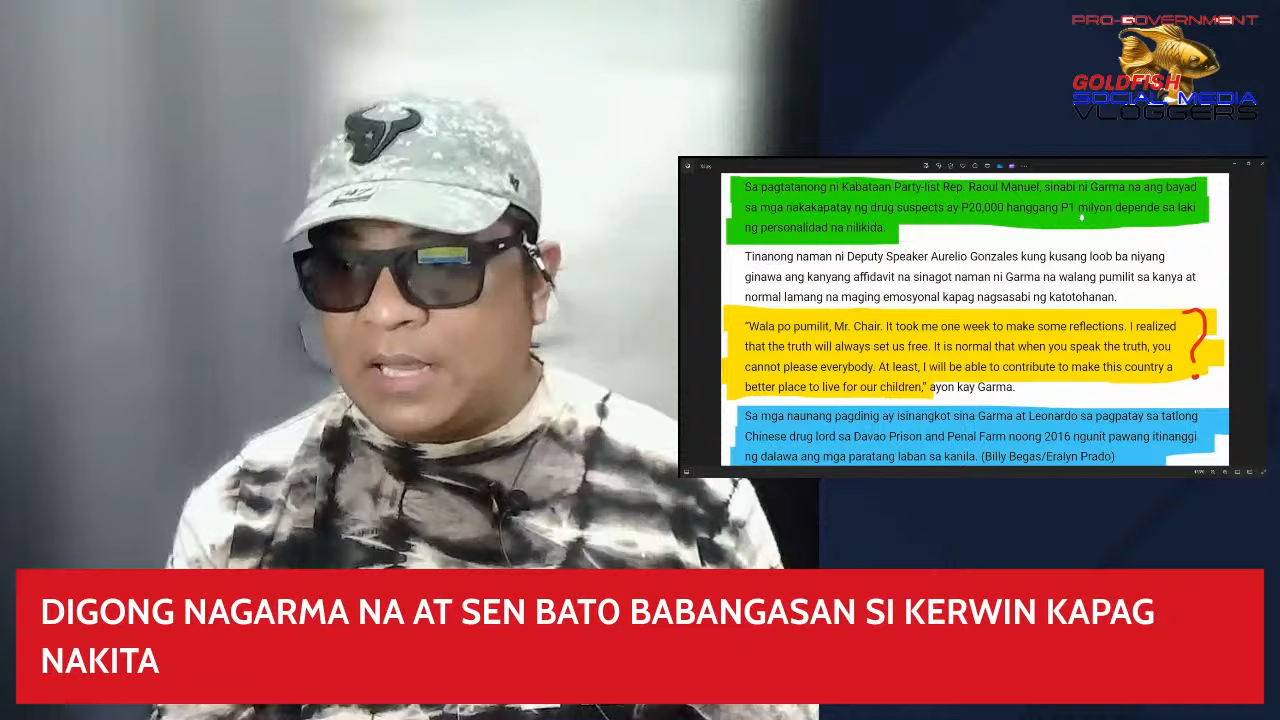 PRO-GOVERNMENT
GOLDFISH
SOCIAL MEDIA
VLOGGERS
47
Sa pagtatanong ni Kabataan Party-list Rep. Raoul Manuel, sinabi ni Garma na ang bayad
sa mga nakakapatay ng drug suspects ay P20,000 hanggang P1 milyon depende sa laki
ng personalidad na nilikida.
Tinanong naman ni Deputy Speaker Aurelio Gonzales kung kusang loob ba niyang
ginawa ang kanyang affidavit na sinagot naman ni Garma na walang pumilit sa kanya at
normal lamang na maging emosyonal kapag nagsasabi ng katotohanan.
“Wala po pumilit, Mr. Chair. It took me one week to make some reflections. I realized
that the truth will always set us free. It is normal that when you speak the truth, you
cannot please everybody. At least, I will be able to contribute to make this country a
better place to live for our children,” ayon kay Garma.
?
Sa mga naunang pagdinig ay isinangkot sina Garma at Leonardo sa pagpatay sa tatlong
Chinese drug lord sa Davao Prison and Penal Farm noong 2016 ngunit pawang itinanggi
ng dalawa ang mga paratang laban sa kanila. (Billy Begas/Eralyn Prado)
DIGONG NAGARMA NA AT SEN BATO BABANGASAN SI KERWIN KAPAG
NAKITA